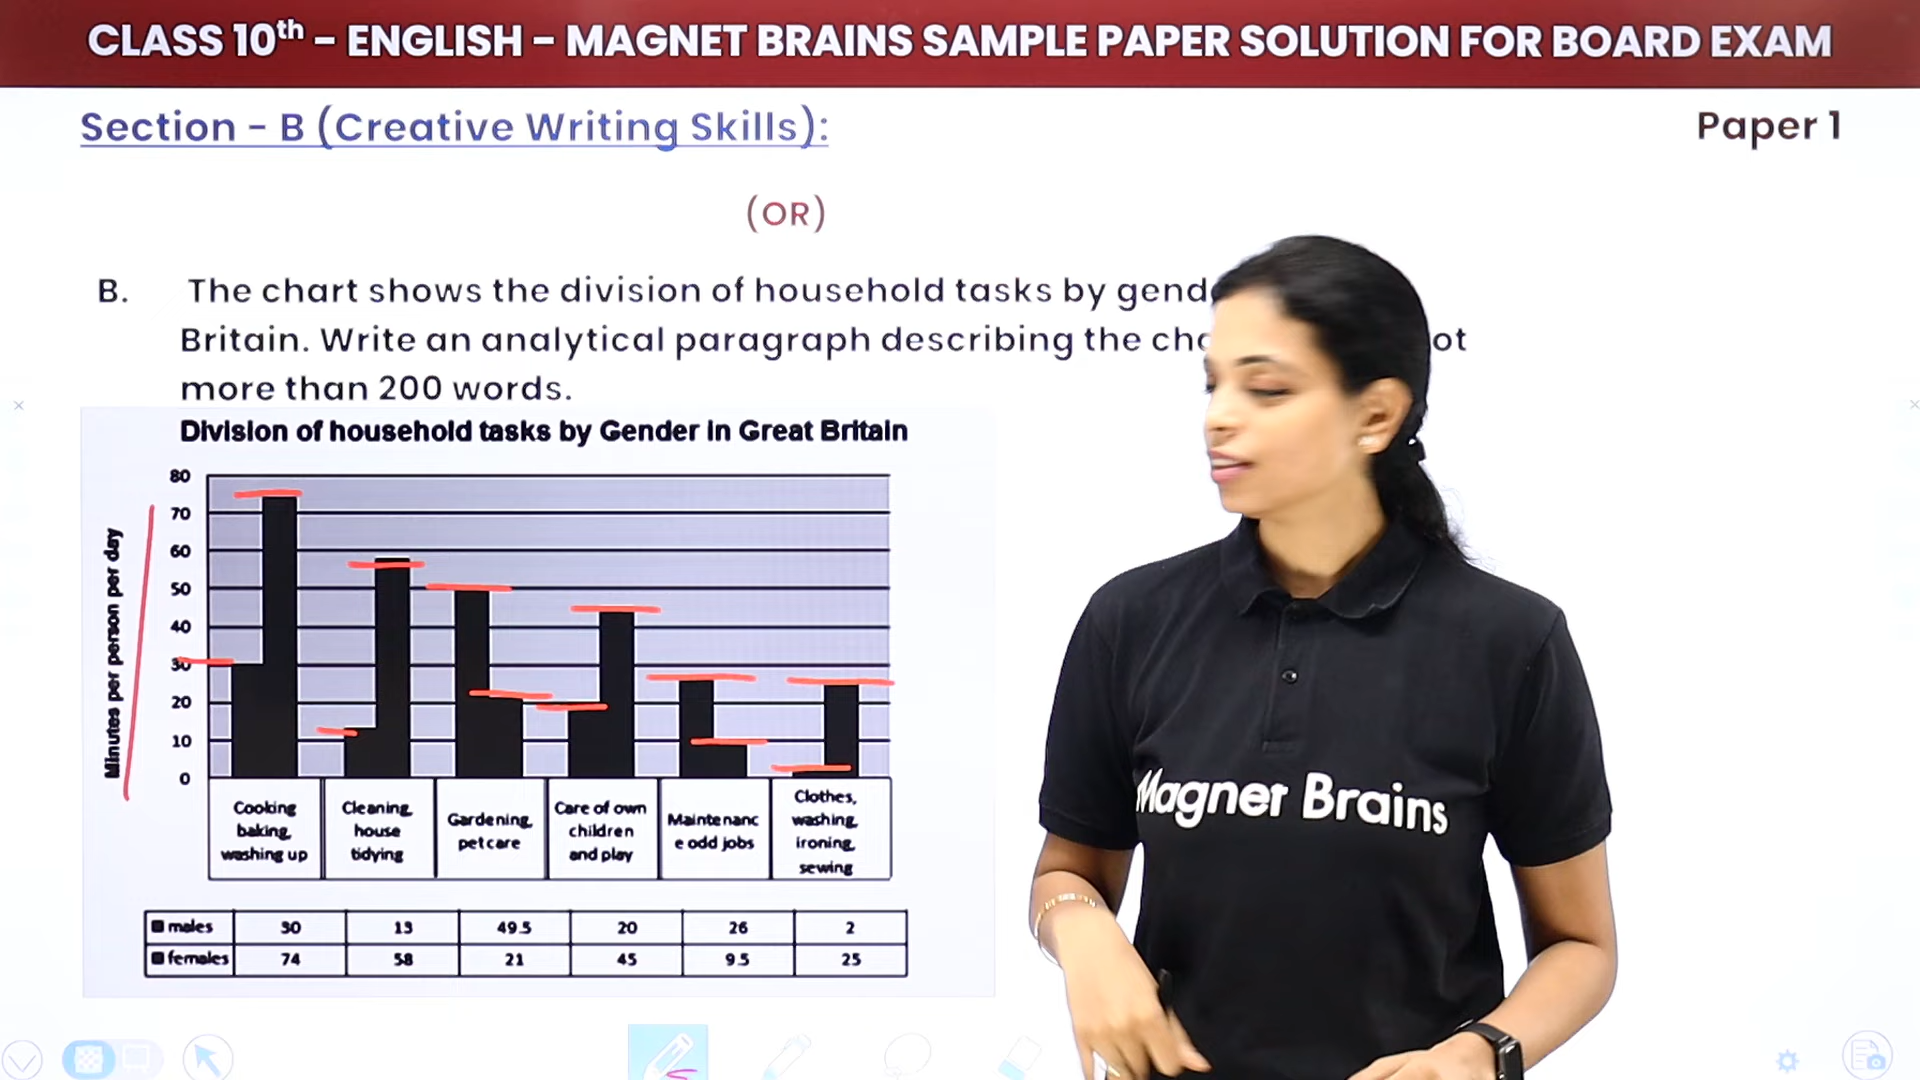 CLASS 10th - ENGLISH - MAGNET BRAINS SAMPLE PAPER SOLUTION FOR BOARD EXAM
Section - B (Creative Writing Skills):
Paper 1
(OR)
B. The chart shows the division of household tasks by
Britain. Write an analytical paragraph describing the
more than 200 words.
Division of household tasks by Gender in Great Britain
Minutes per person per day
80
70
60
50
40
30
20
10
0
Cooking
baking,
washing up
Cleaning,
house
tidying
Gardening,
pet care
Care of own
children
and play
Maintenanc
e odd jobs
Clothes,
washing,
ironing,
sewing
males 30 13 49.5 20 26 2
females 74 58 21 45 9.5 25
Magnet Brains